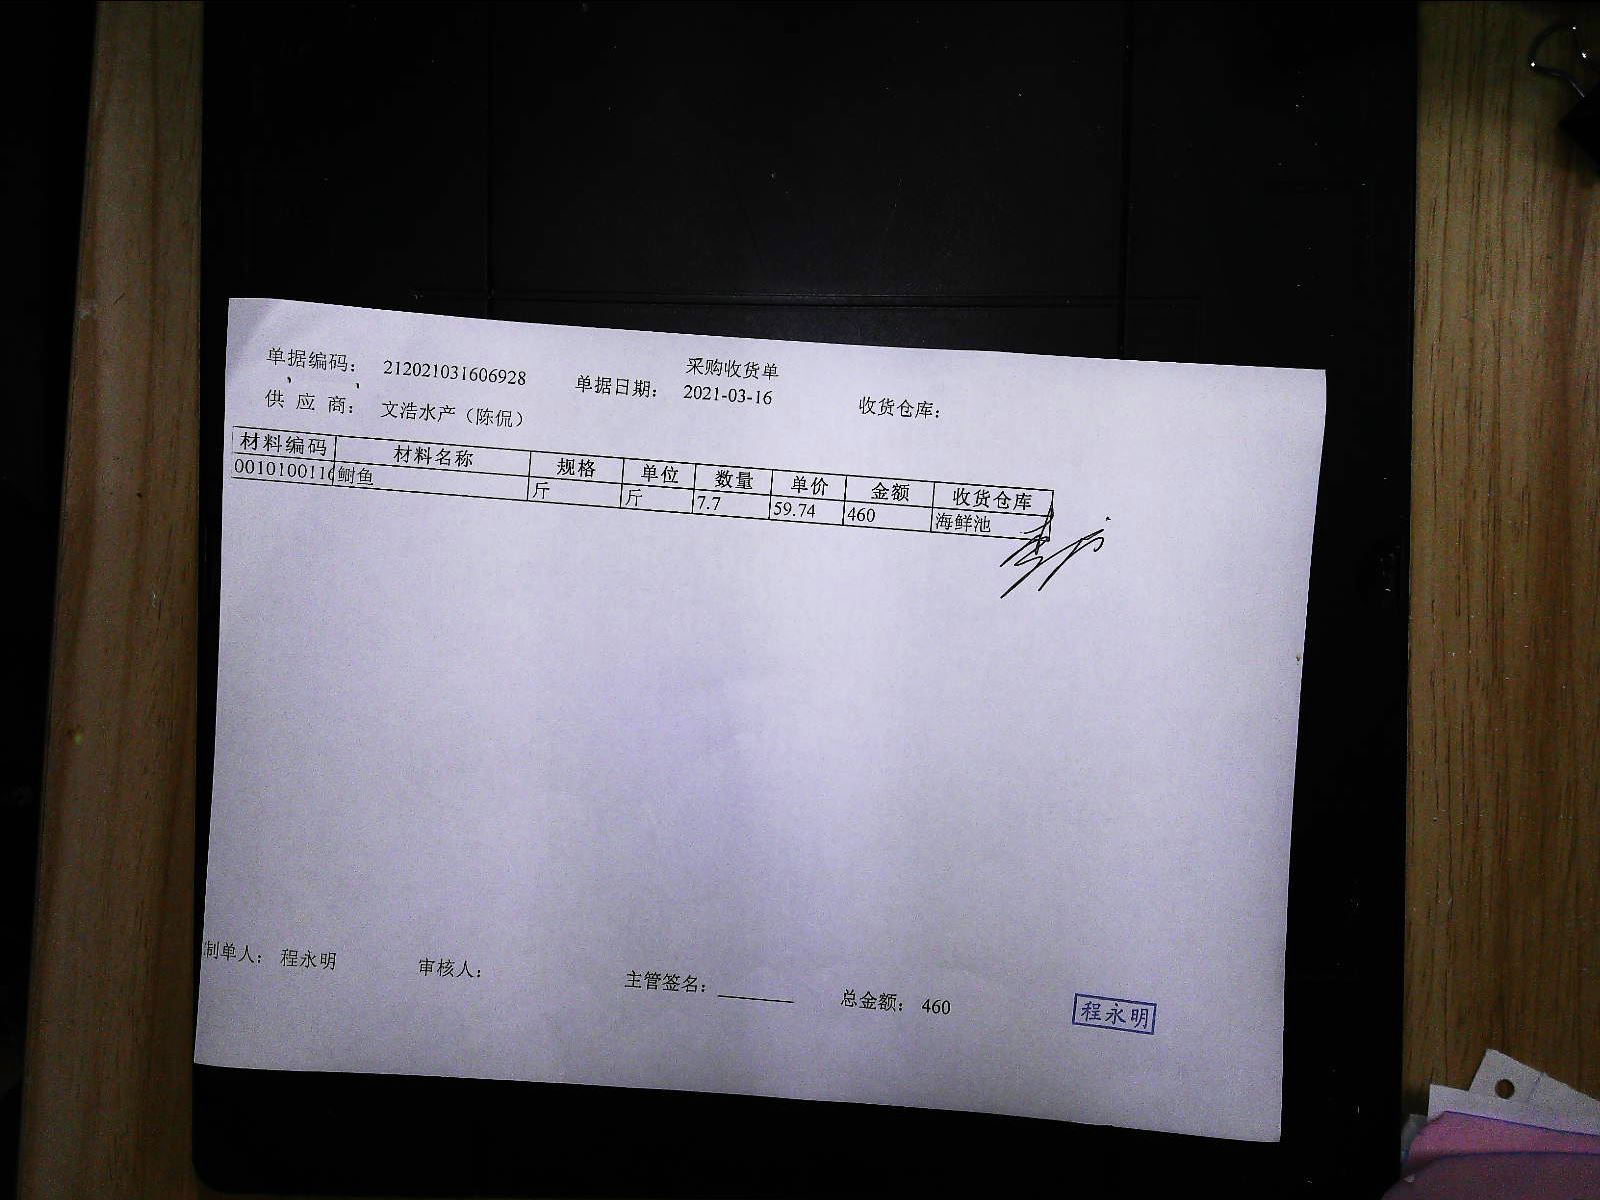 采购收货单
单据编码： 212021031606928 单据日期： 2021-03-16 收货仓库：
供 应 商： 文浩水产（陈侃）
材料编码 材料名称 规格 单位 数量 单价 金额 收货仓库
0010100116 鲥鱼 斤 斤 7.7 59.74 460 海鲜池
制单人： 程永明 审核人： 主管签名： 总金额： 460
程永明